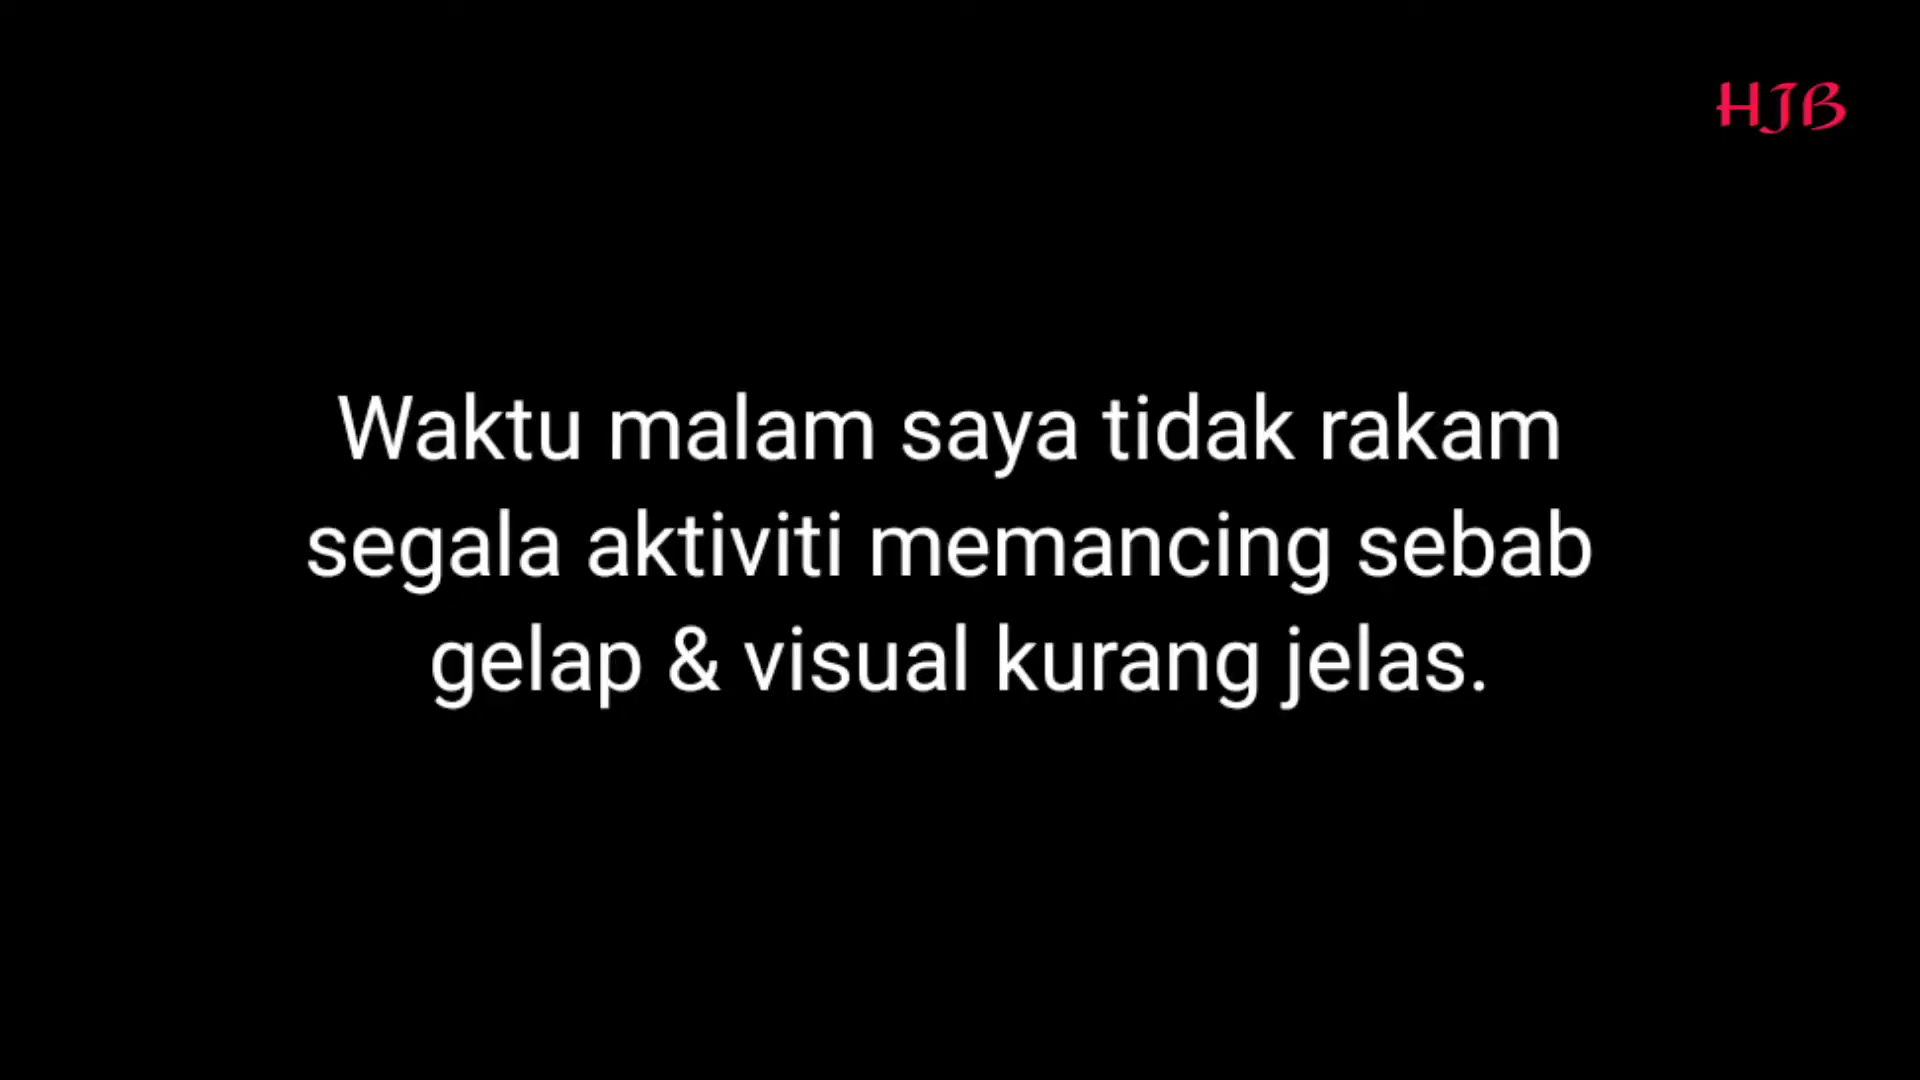 HJB
Waktu malam saya tidak rakam
segala aktiviti memancing sebab
gelap & visual kurang jelas.